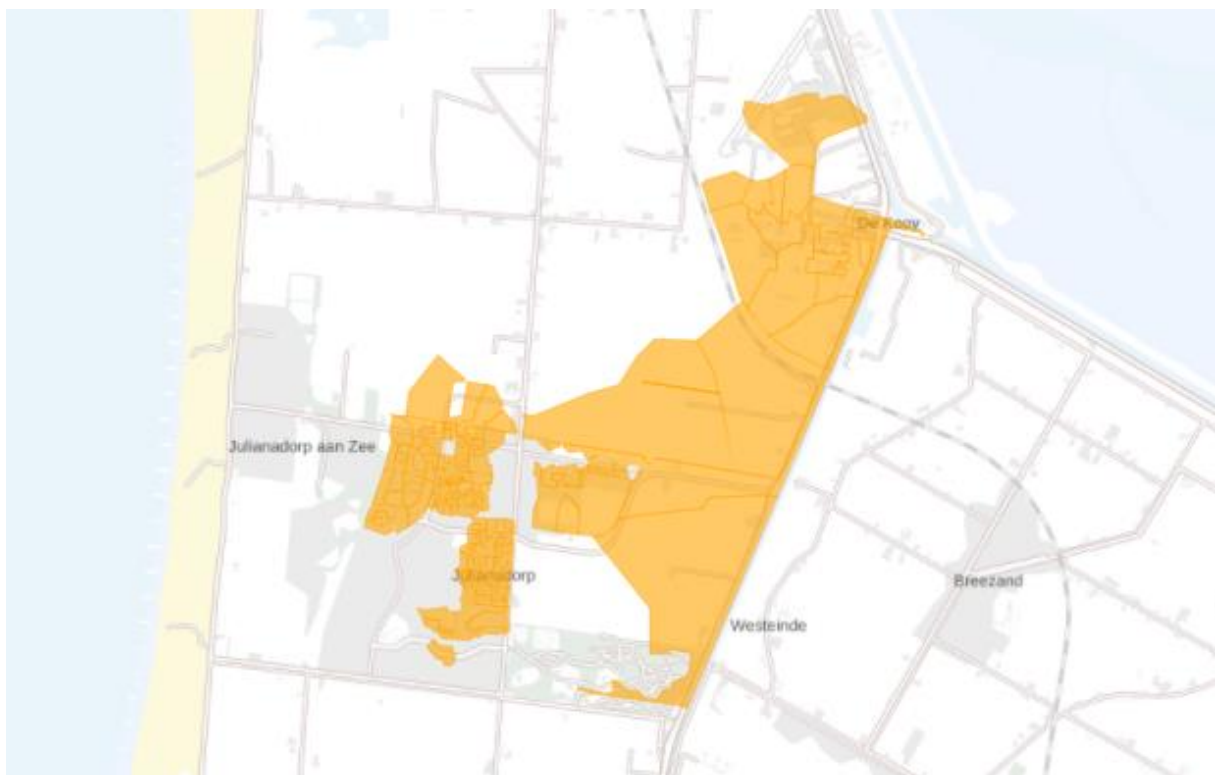 De Kooy
Julianadorp aan Zee
Julianadorp
Breezand
Westeinde